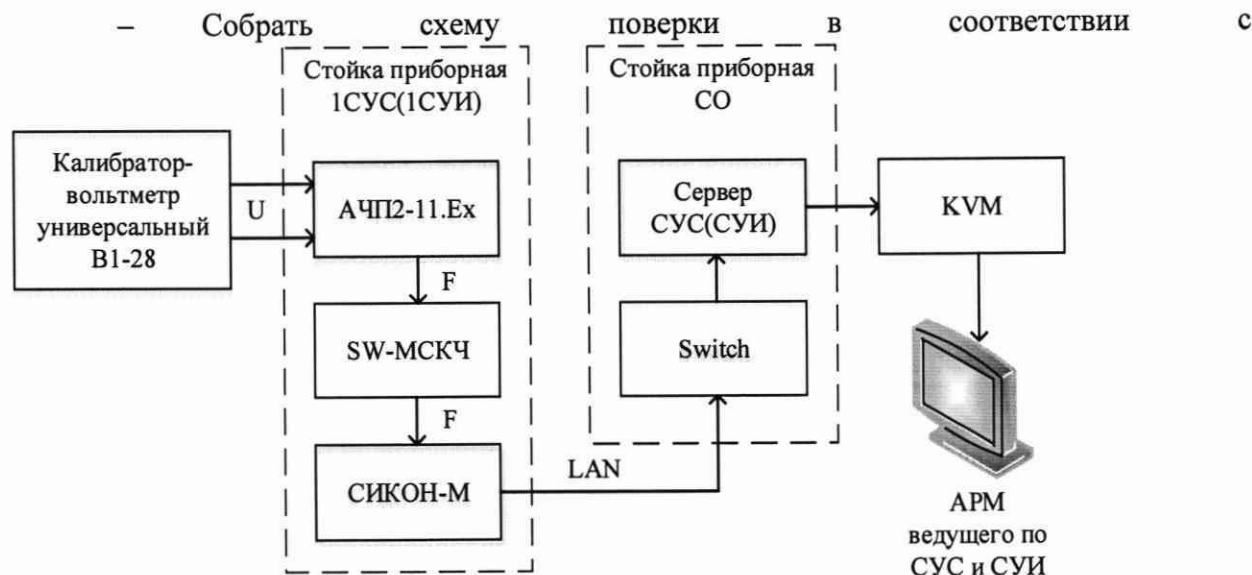 – Собрать схему поверки в соответствии с
Стойка приборная
1СУС(1СУИ)
Стойка приборная
СО
Калибратор-
вольтметр
универсальный
В1-28
U
АЧП2-11.Ex
F
SW-МСКЧ
F
СИКОН-М
LAN
Сервер
СУС(СУИ)
Switch
KVM
АРМ
ведущего по
СУС и СУИ